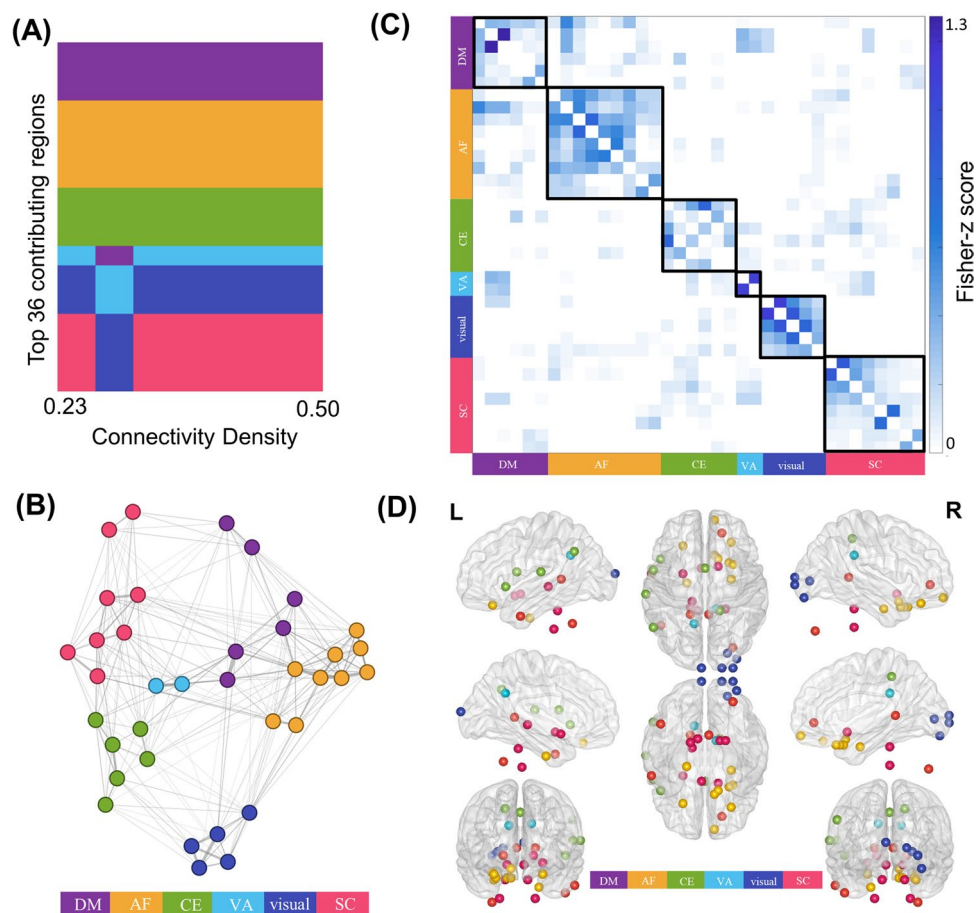 (A)
Top 36 contributing regions
0.23
0.50
Connectivity Density
(C)
DM
AF
CE
VA
visual
SC
DM AF CE VA visual SC
1.3
Fisher-z score
0
(B)
DM AF CE VA visual SC
(D)
L
R
DM AF CE VA visual SC